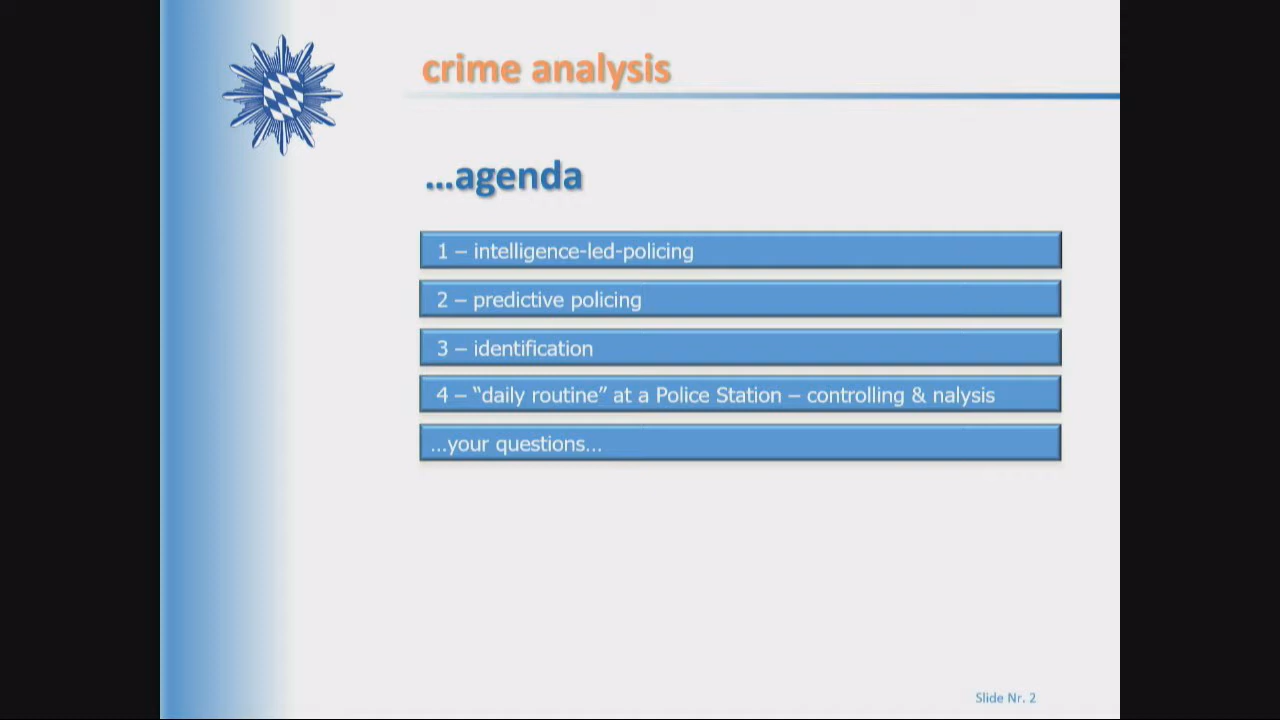 crime analysis
...agenda
1 – intelligence-led-policing
2 – predictive policing
3 – identification
4 – “daily routine” at a Police Station – controlling & nalysis
...your questions...
Slide Nr. 2